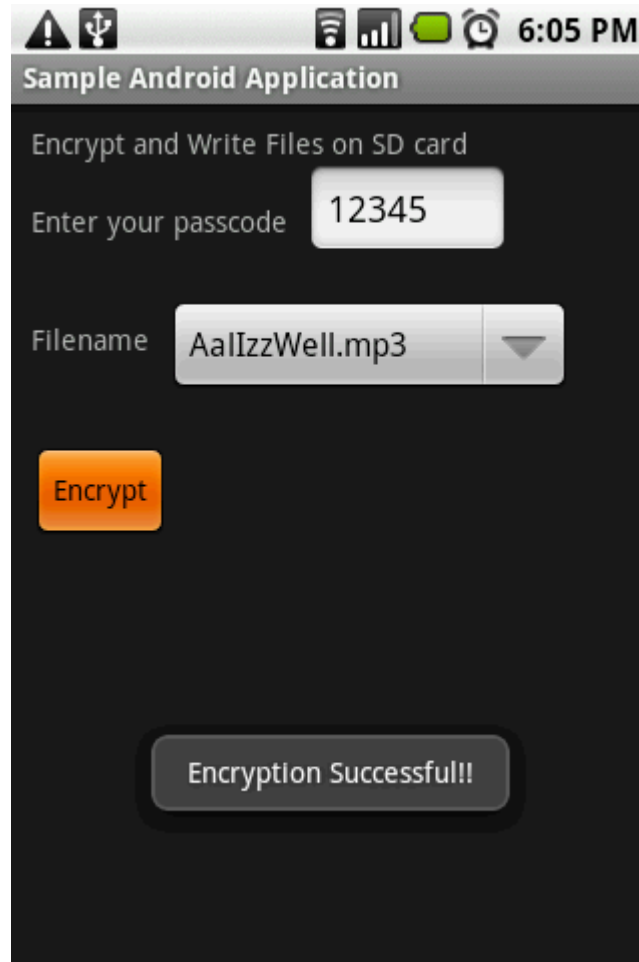 6:05 PM
Sample Android Application
Encrypt and Write Files on SD card
Enter your passcode 12345
Filename AalIzzWell.mp3
Encrypt
Encryption Successful!!